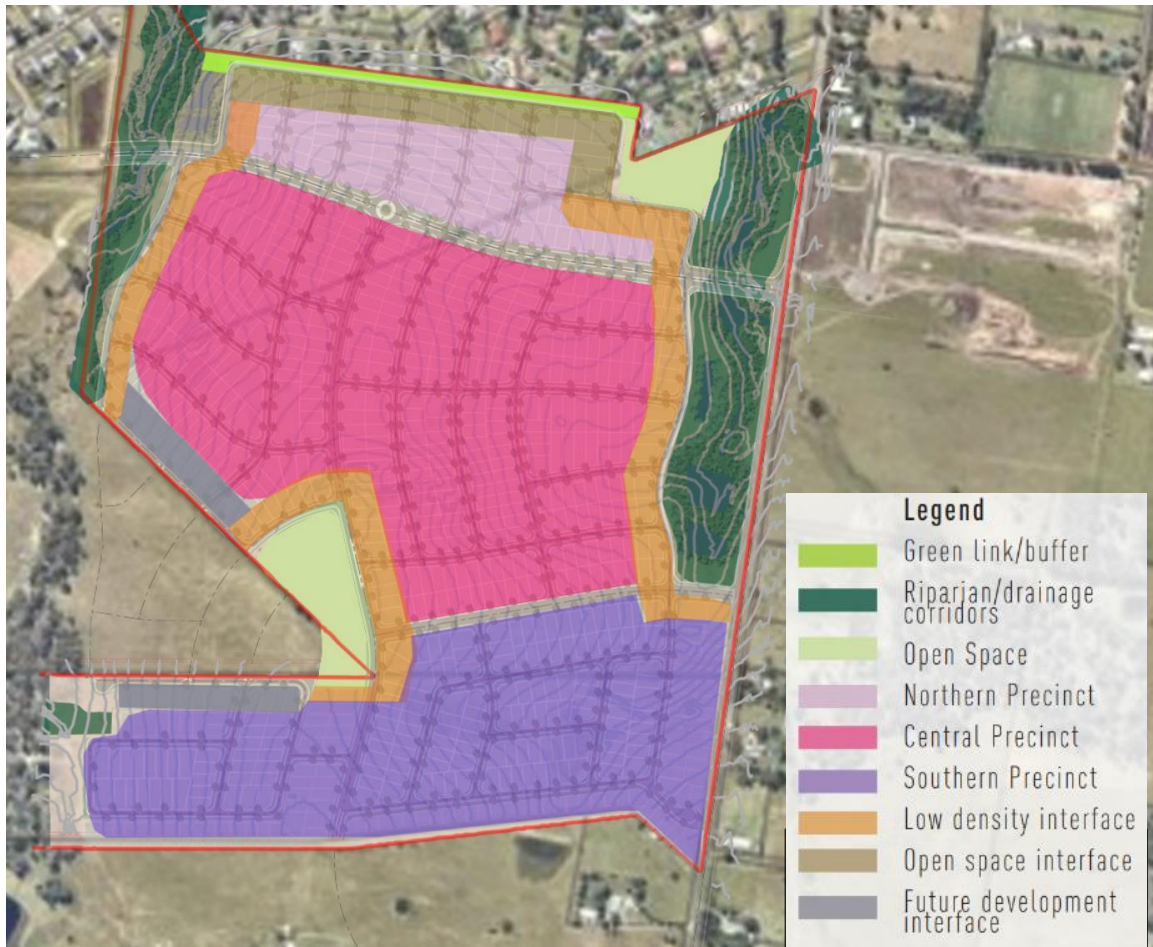 Legend
Green link/buffer
Riparian/drainage
corridors
Open Space
Northern Precinct
Central Precinct
Southern Precinct
Low density interface
Open space interface
Future development
interface